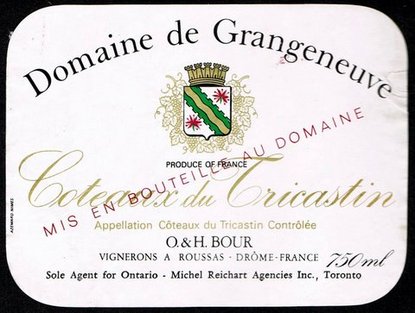 Domaine de Grangeneuve
PRODUCE OF FRANCE
Coteaux du Tricastin
MIS EN BOUTEILLE AU DOMAINE
Appellation Côteaux du Tricastin Contrôlée
O.&H. BOUR
VIGNERONS A ROUSSAS - DRÔME-FRANCE 750ml
Sole Agent for Ontario - Michel Reichart Agencies Inc., Toronto